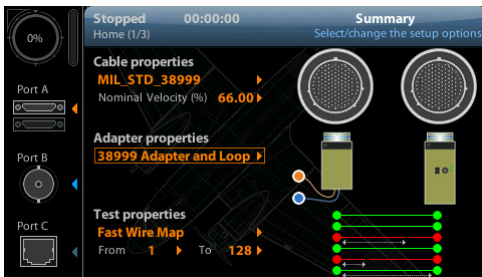 0%
Port A
Port B
Port C
Stopped 00:00:00
Home (1/3)
Summary
Select/change the setup options
Cable properties
MIL_STD_38999
Nominal Velocity (%) 66.00
Adapter properties
38999 Adapter and Loop
Test properties
Fast Wire Map
From 1 To 128